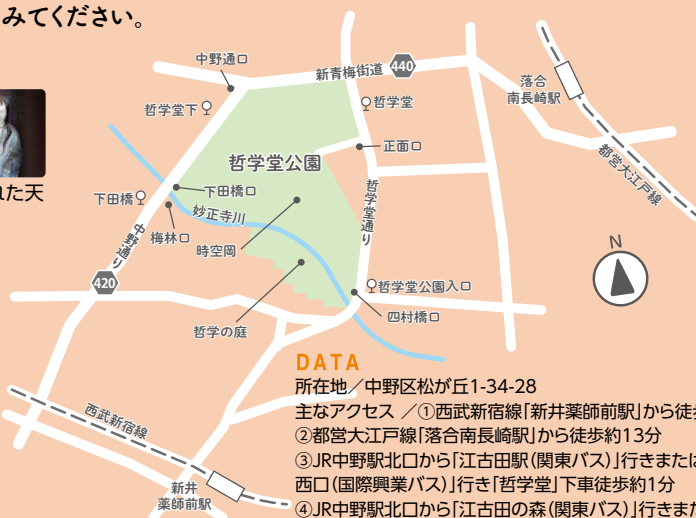 みてください。
れた天
中野通口
新青梅街道
440
落合
南長崎駅
哲学堂下
哲学堂
正面口
都営大江戸線
哲学堂公園
下田橋
下田橋口
哲学堂通り
妙正寺川
梅林口
中野通り
時空岡
N
420
哲学堂公園入口
四村橋口
哲学の庭
DATA
所在地／中野区松が丘1-34-28
主なアクセス ／①西武新宿線「新井薬師前駅」から徒歩
②都営大江戸線「落合南長崎駅」から徒歩約13分
③JR中野駅北口から「江古田駅(関東バス)」行きまたは
西口(国際興業バス)」行き「哲学堂」下車徒歩約1分
④JR中野駅北口から「江古田の森(関東バス)」行きまた
西武新宿線
新井
薬師前駅